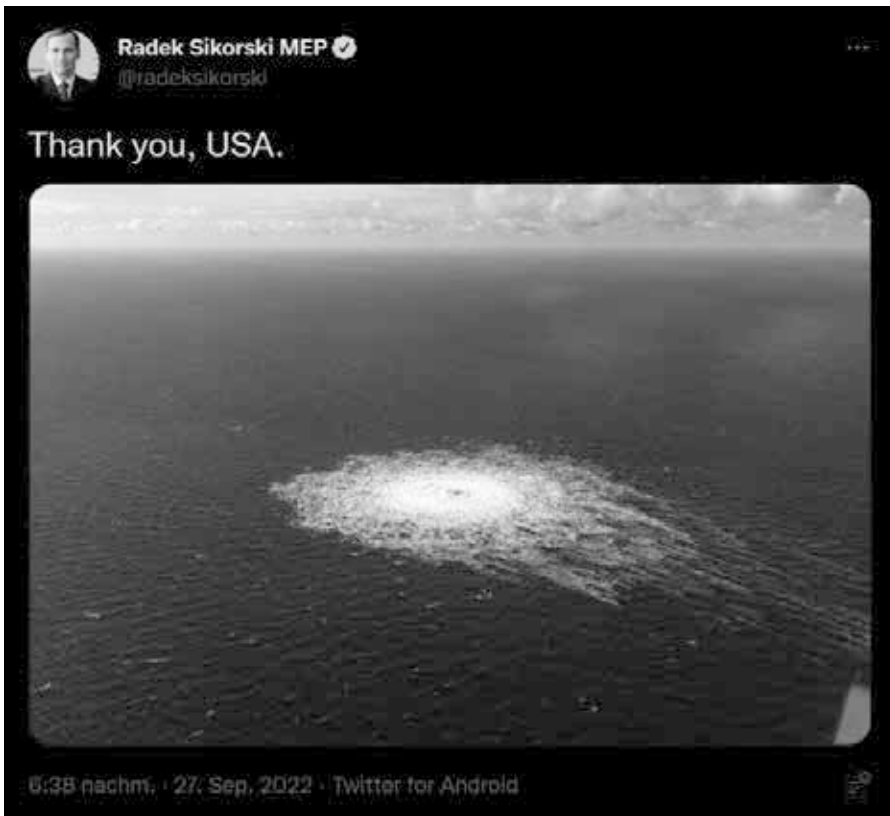 Radek Sikorski MEP
@radeksikorski
Thank you, USA.
6:38 nachm. · 27. Sep. 2022 · Twitter for Android